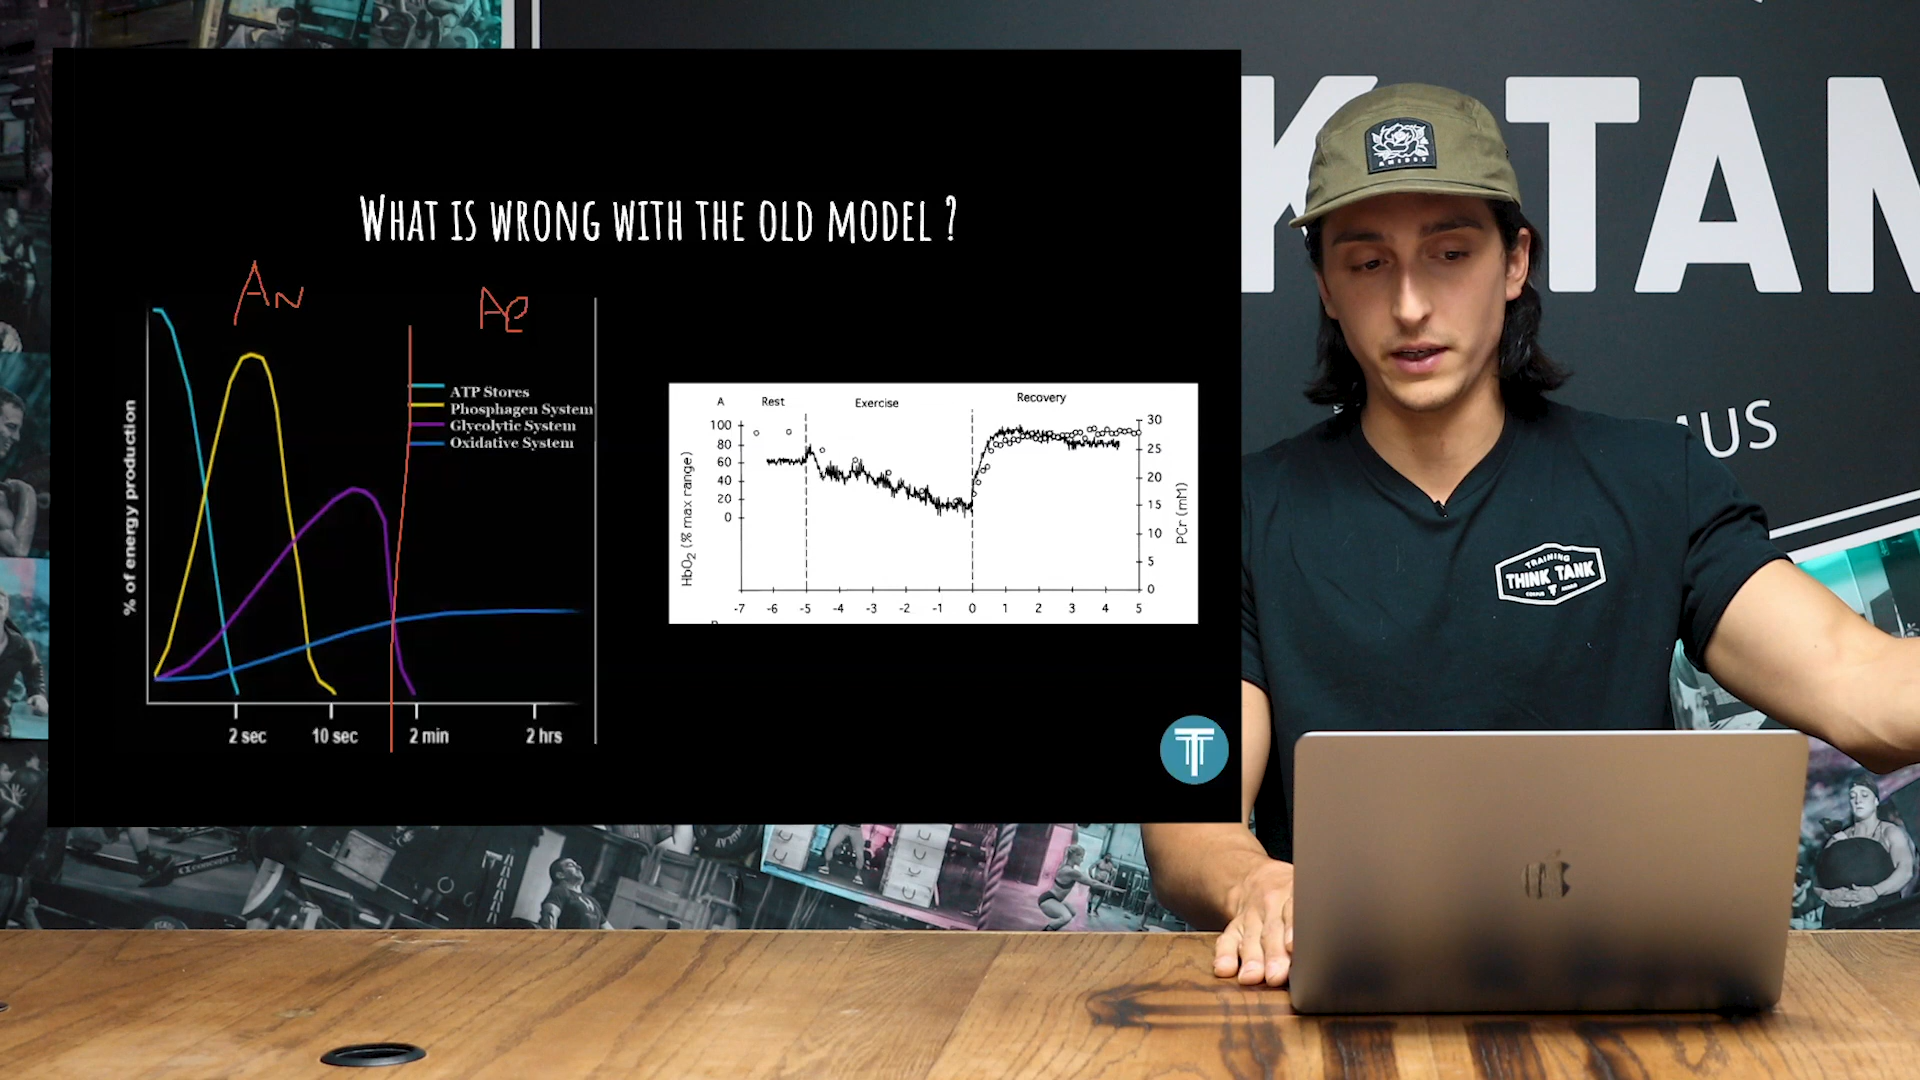 WHAT IS WRONG WITH THE OLD MODEL ?
AN
Ae
ATP Stores
Phosphagen System
Glycolytic System
Oxidative System
% of energy production
2 sec 10 sec 2 min 2 hrs
A Rest Exercise Recovery
100
80
60
40
20
0
HbO2 (% max range)
30
25
20
15
10
5
0
PCr (mM)
-7 -6 -5 -4 -3 -2 -1 0 1 2 3 4 5
K TAN
AUS
TRAINING
THINK TANK